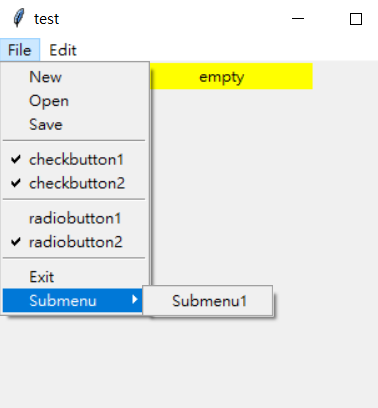 test
File Edit
empty
New
Open
Save
checkbutton1
checkbutton2
radiobutton1
radiobutton2
Exit
Submenu
Submenu1